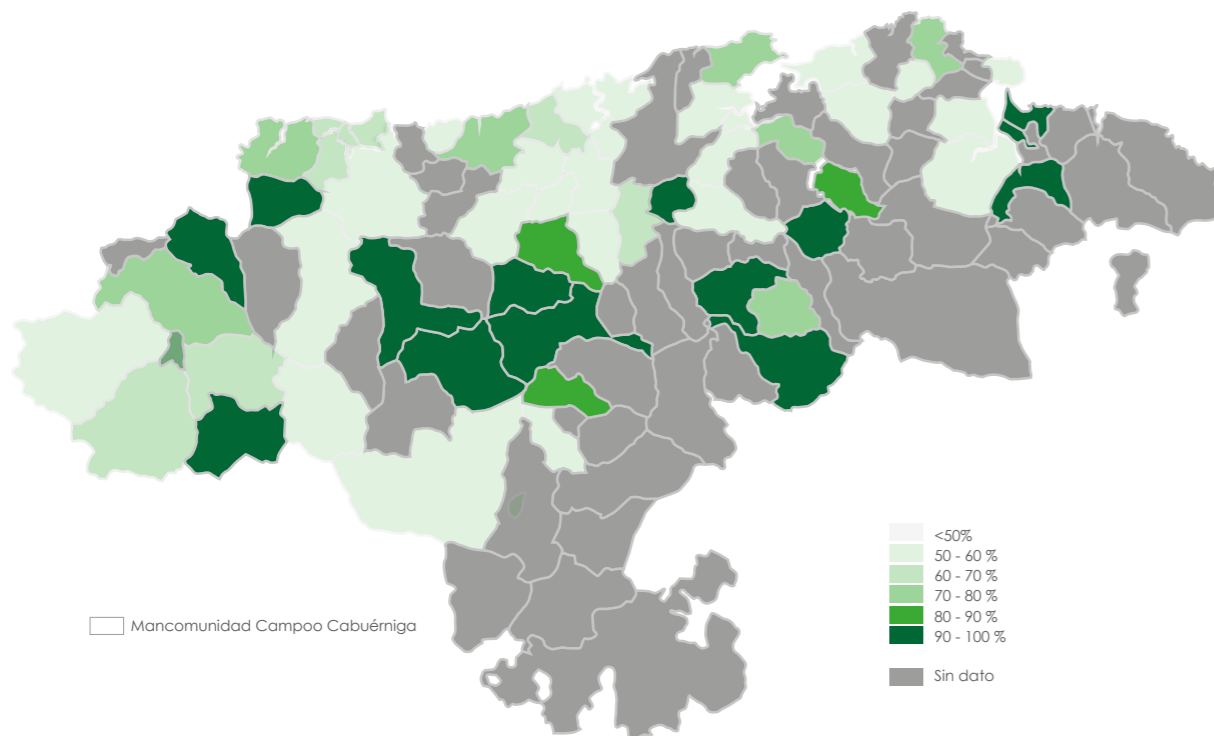 <50%
50 - 60 %
60 - 70 %
70 - 80 %
80 - 90 %
90 - 100 %
Mancomunidad Campoo Cabuérniga
Sin dato